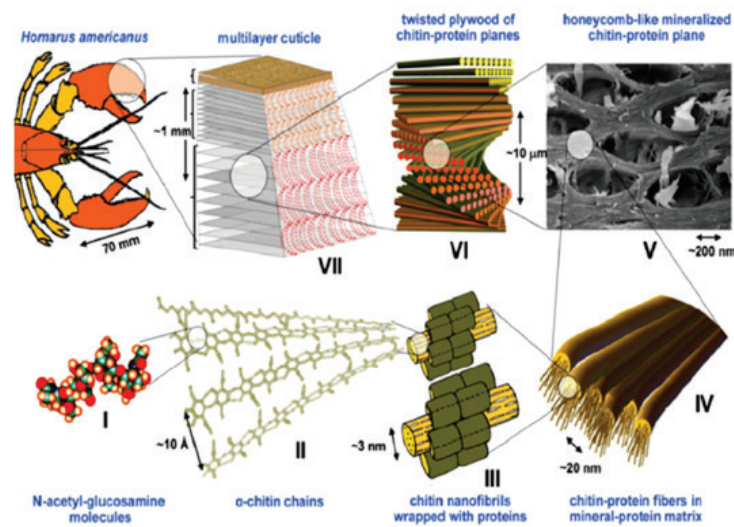 Homarus americanus
multilayer cuticle
twisted plywood of
chitin-protein planes
honeycomb-like mineralized
chitin-protein plane
~1 mm
~10 μm
70 mm
VII
VI
V
~200 nm
I
~10 Å
II
~3 nm
III
IV
~20 nm
N-acetyl-glucosamine
molecules
α-chitin chains
chitin nanofibrils
wrapped with proteins
chitin-protein fibers in
mineral-protein matrix